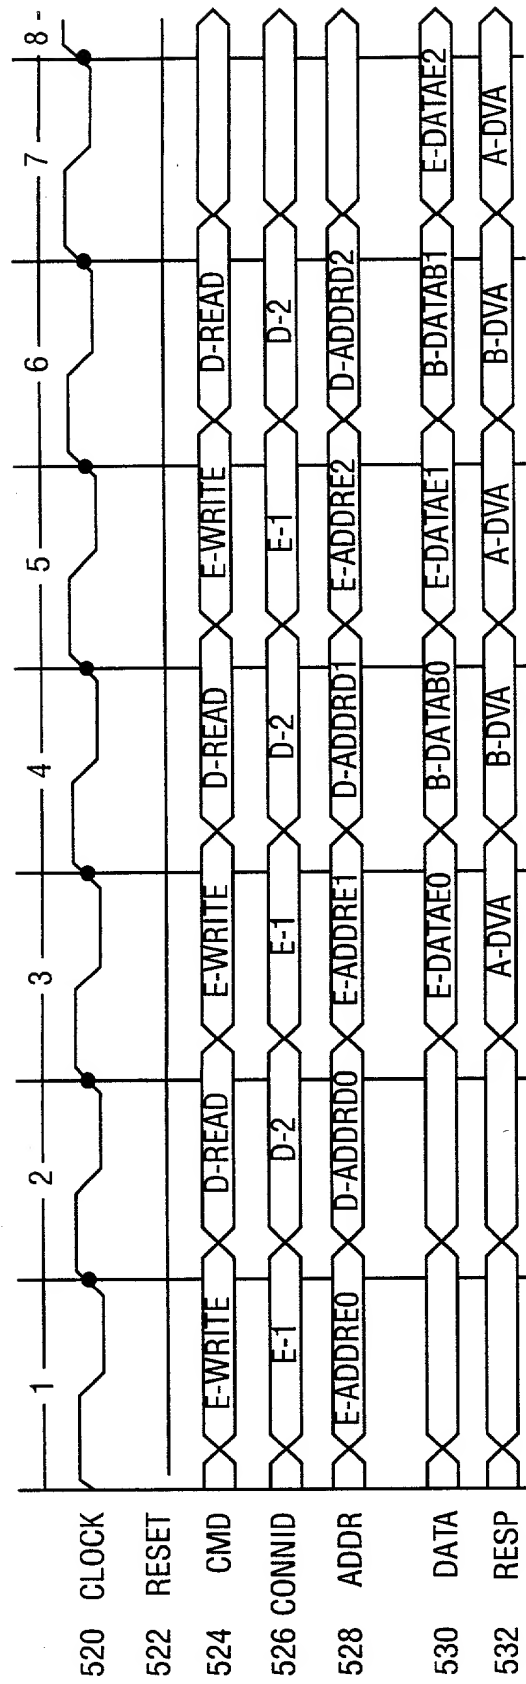 1 2 3 4 5 6 7 8
520 CLOCK
522 RESET
524 CMD E-WRITE D-READ E-WRITE D-READ E-WRITE D-READ
526 CONNID E-1 D-2 E-1 D-2 E-1 D-2
528 ADDR E-ADDRE0 D-ADDRD0 E-ADDRE1 D-ADDRD1 E-ADDRE2 D-ADDRD2
530 DATA E-DATAE0 B-DATAB0 E-DATAE1 B-DATAB1 E-DATAE2
532 RESP A-DVA B-DVA A-DVA B-DVA A-DVA